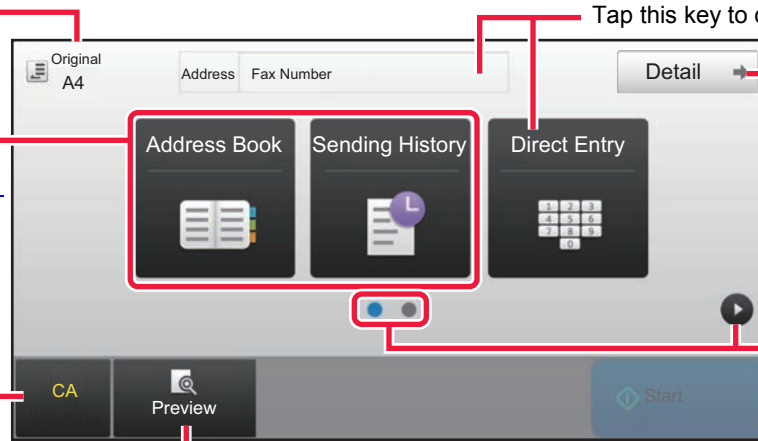 Tap this key to
Original
A4
Address Fax Number
Detail
Address Book
Sending History
Direct Entry
1 2 3
4 5 6
7 8 9
0
CA
Preview
Start